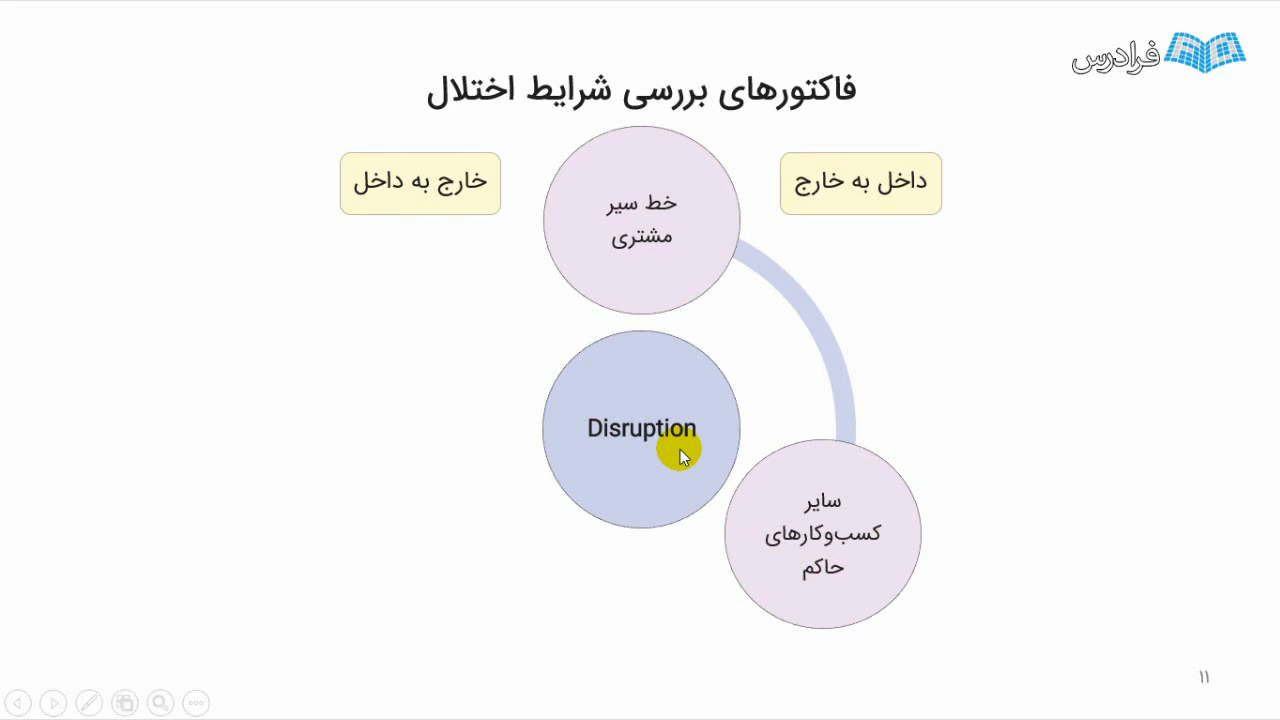 فرادرس
فاکتورهای بررسی شرایط اختلال
داخل به خارج
خارج به داخل
خط سیر
مشتری
Disruption
سایر
کسب‌وکارهای
حاکم
۱۱